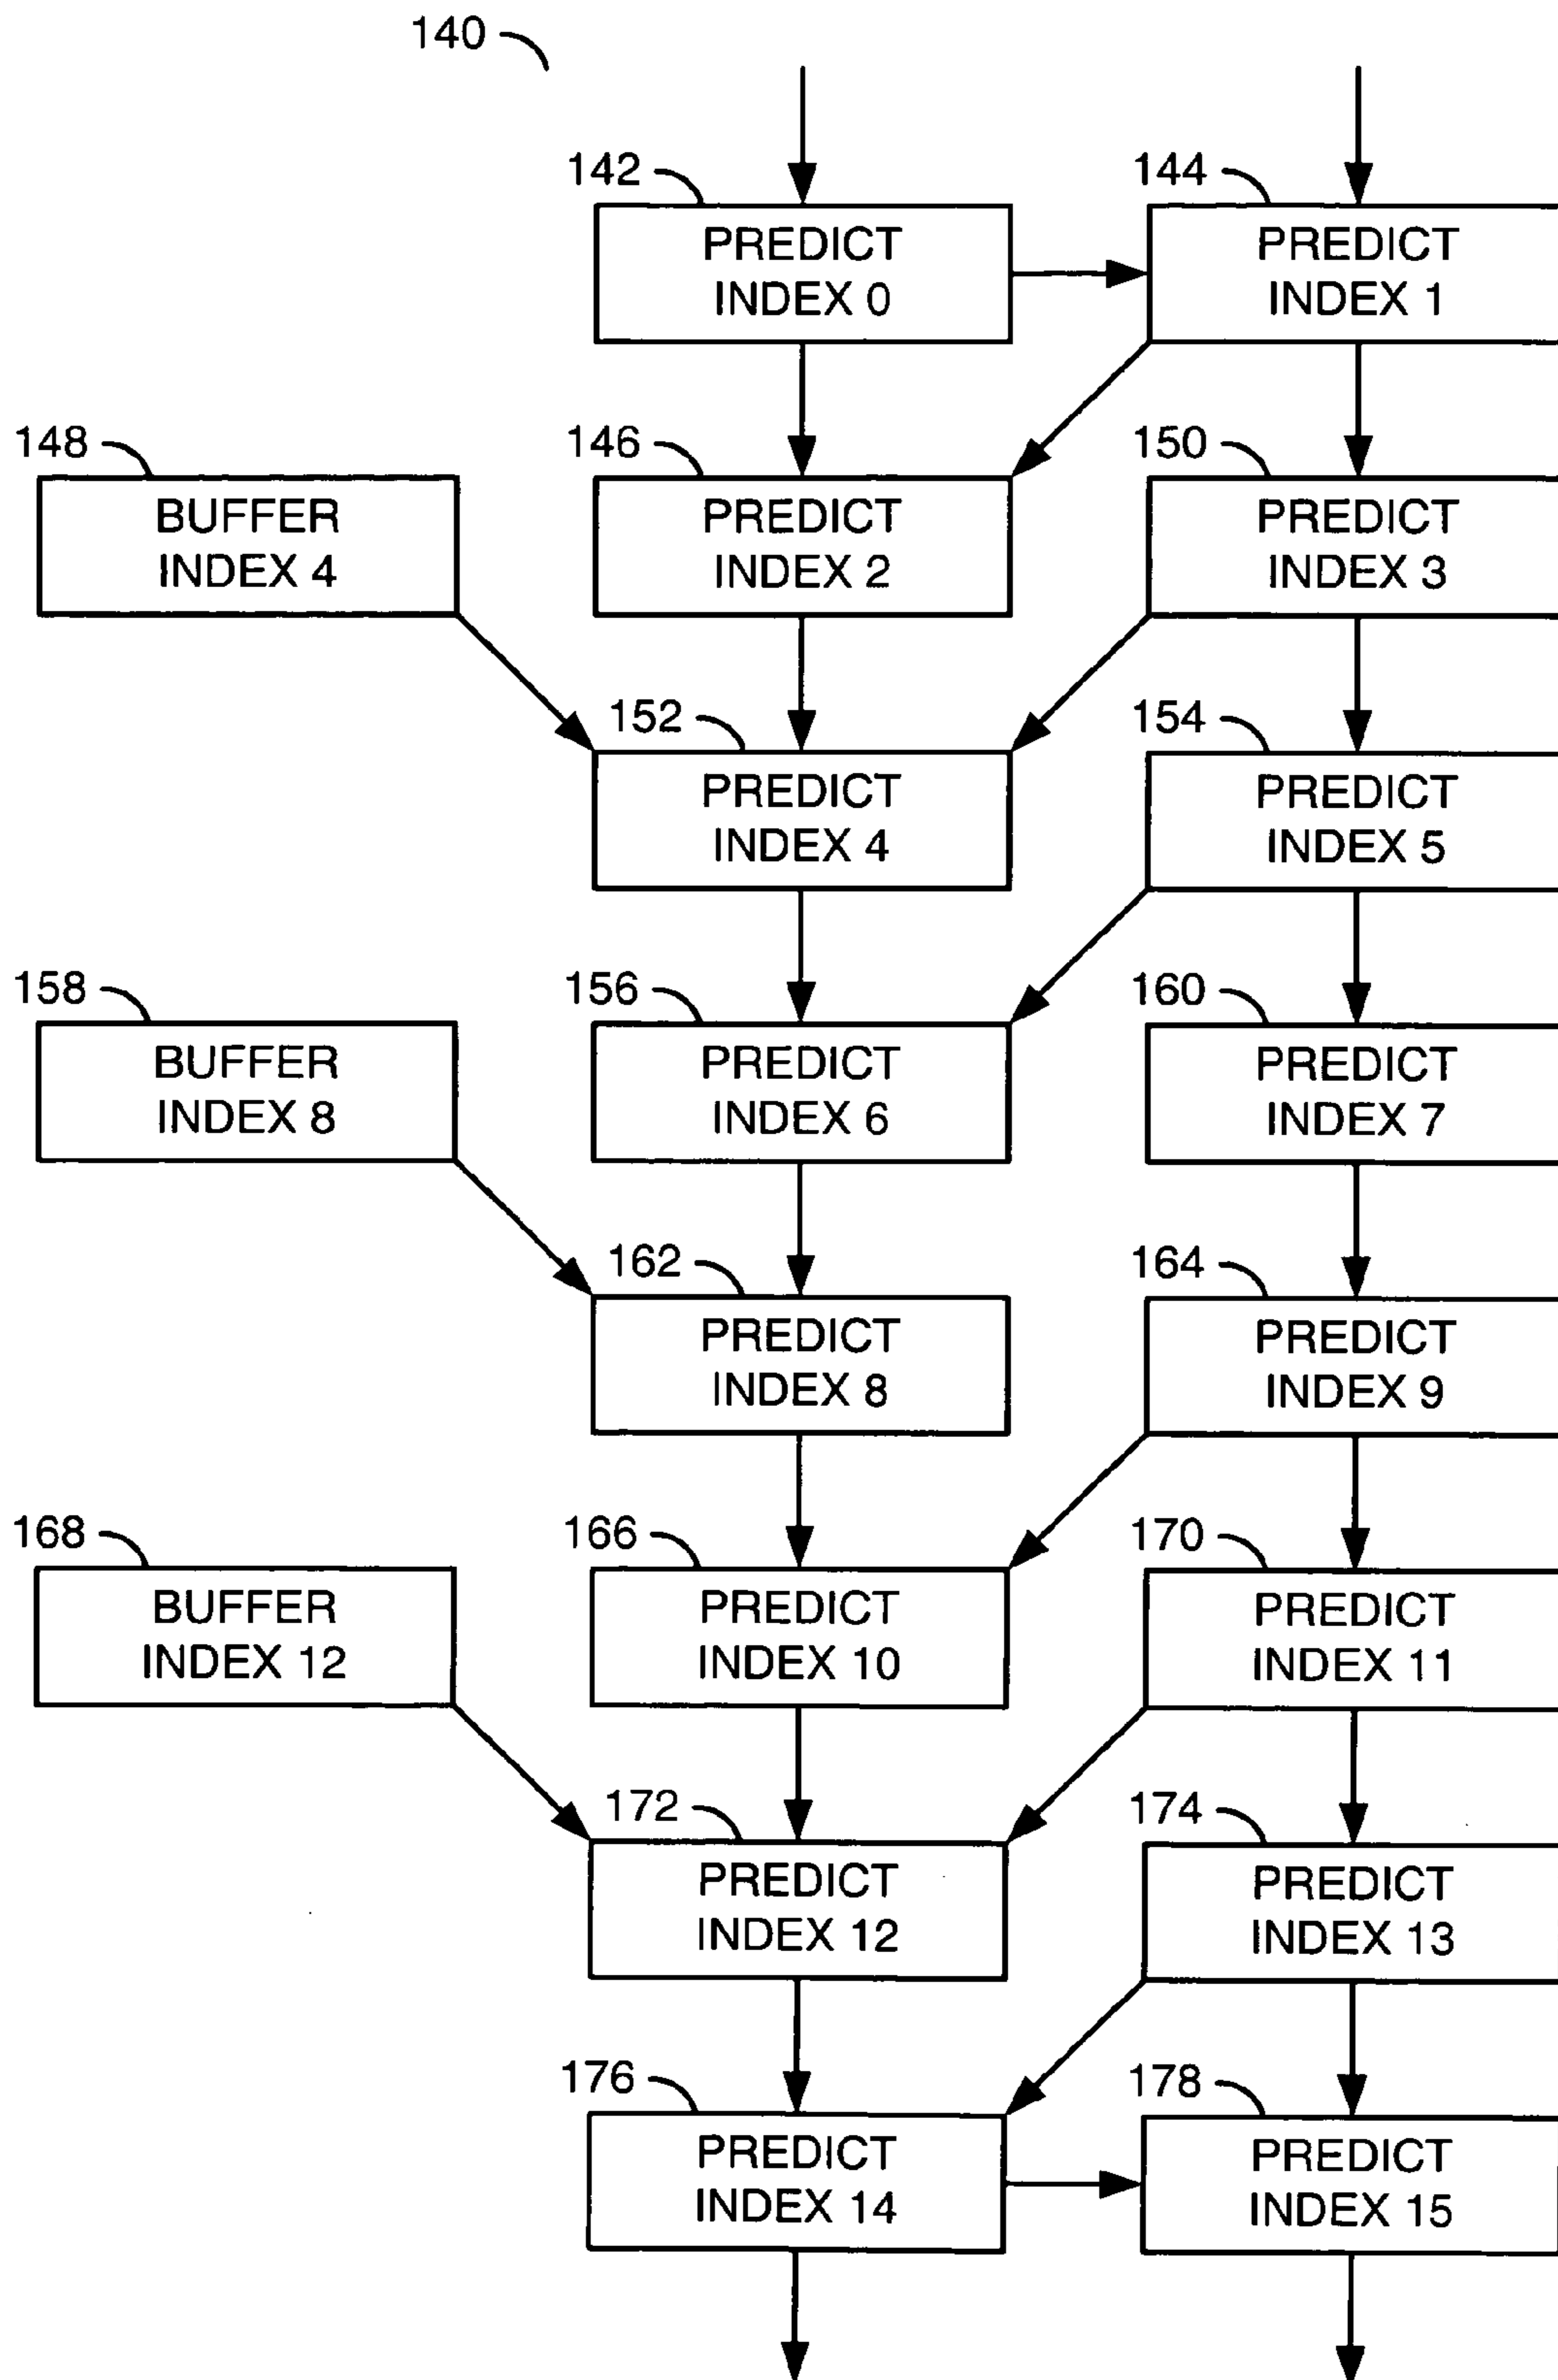 140
142
144
PREDICT
INDEX 0
PREDICT
INDEX 1
148
146
150
BUFFER
INDEX 4
PREDICT
INDEX 2
PREDICT
INDEX 3
152
154
PREDICT
INDEX 4
PREDICT
INDEX 5
158
156
160
BUFFER
INDEX 8
PREDICT
INDEX 6
PREDICT
INDEX 7
162
164
PREDICT
INDEX 8
PREDICT
INDEX 9
168
166
170
BUFFER
INDEX 12
PREDICT
INDEX 10
PREDICT
INDEX 11
172
174
PREDICT
INDEX 12
PREDICT
INDEX 13
176
178
PREDICT
INDEX 14
PREDICT
INDEX 15